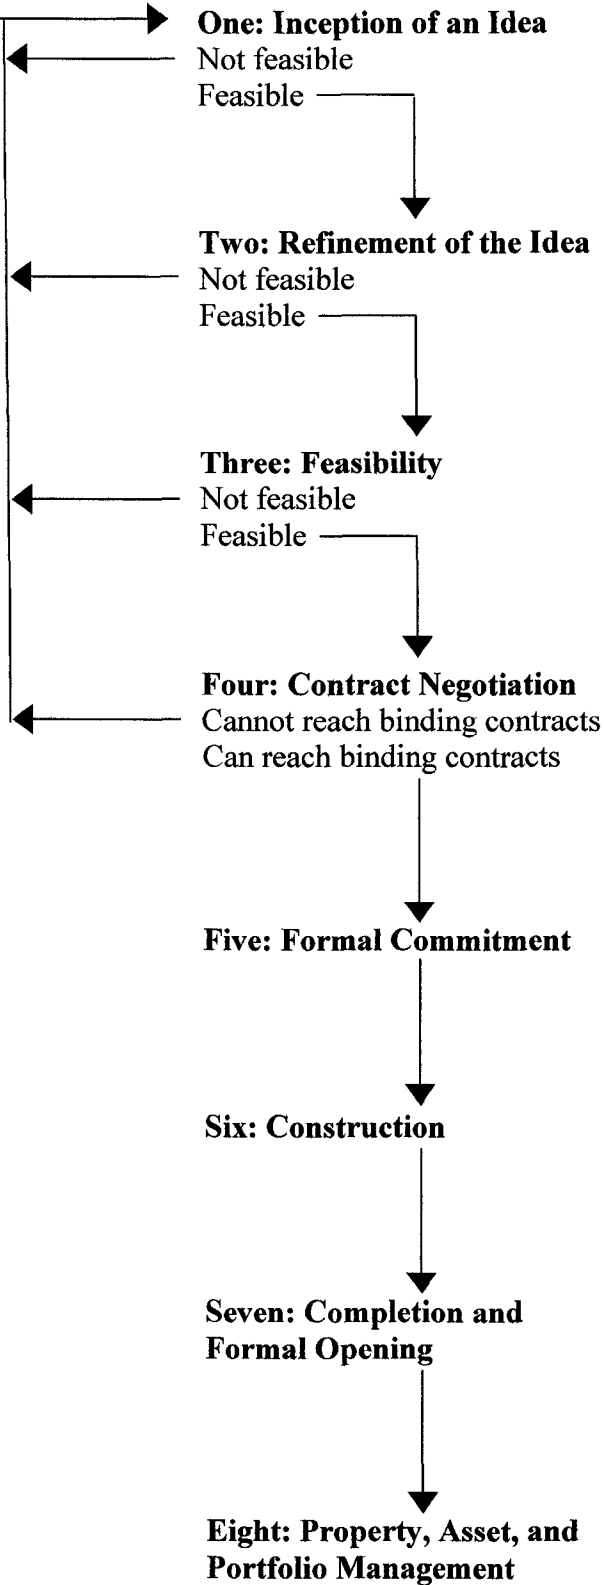 One: Inception of an Idea
Not feasible
Feasible
Two: Refinement of the Idea
Not feasible
Feasible
Three: Feasibility
Not feasible
Feasible
Four: Contract Negotiation
Cannot reach binding contracts
Can reach binding contracts
Five: Formal Commitment
Six: Construction
Seven: Completion and
Formal Opening
Eight: Property, Asset, and
Portfolio Management